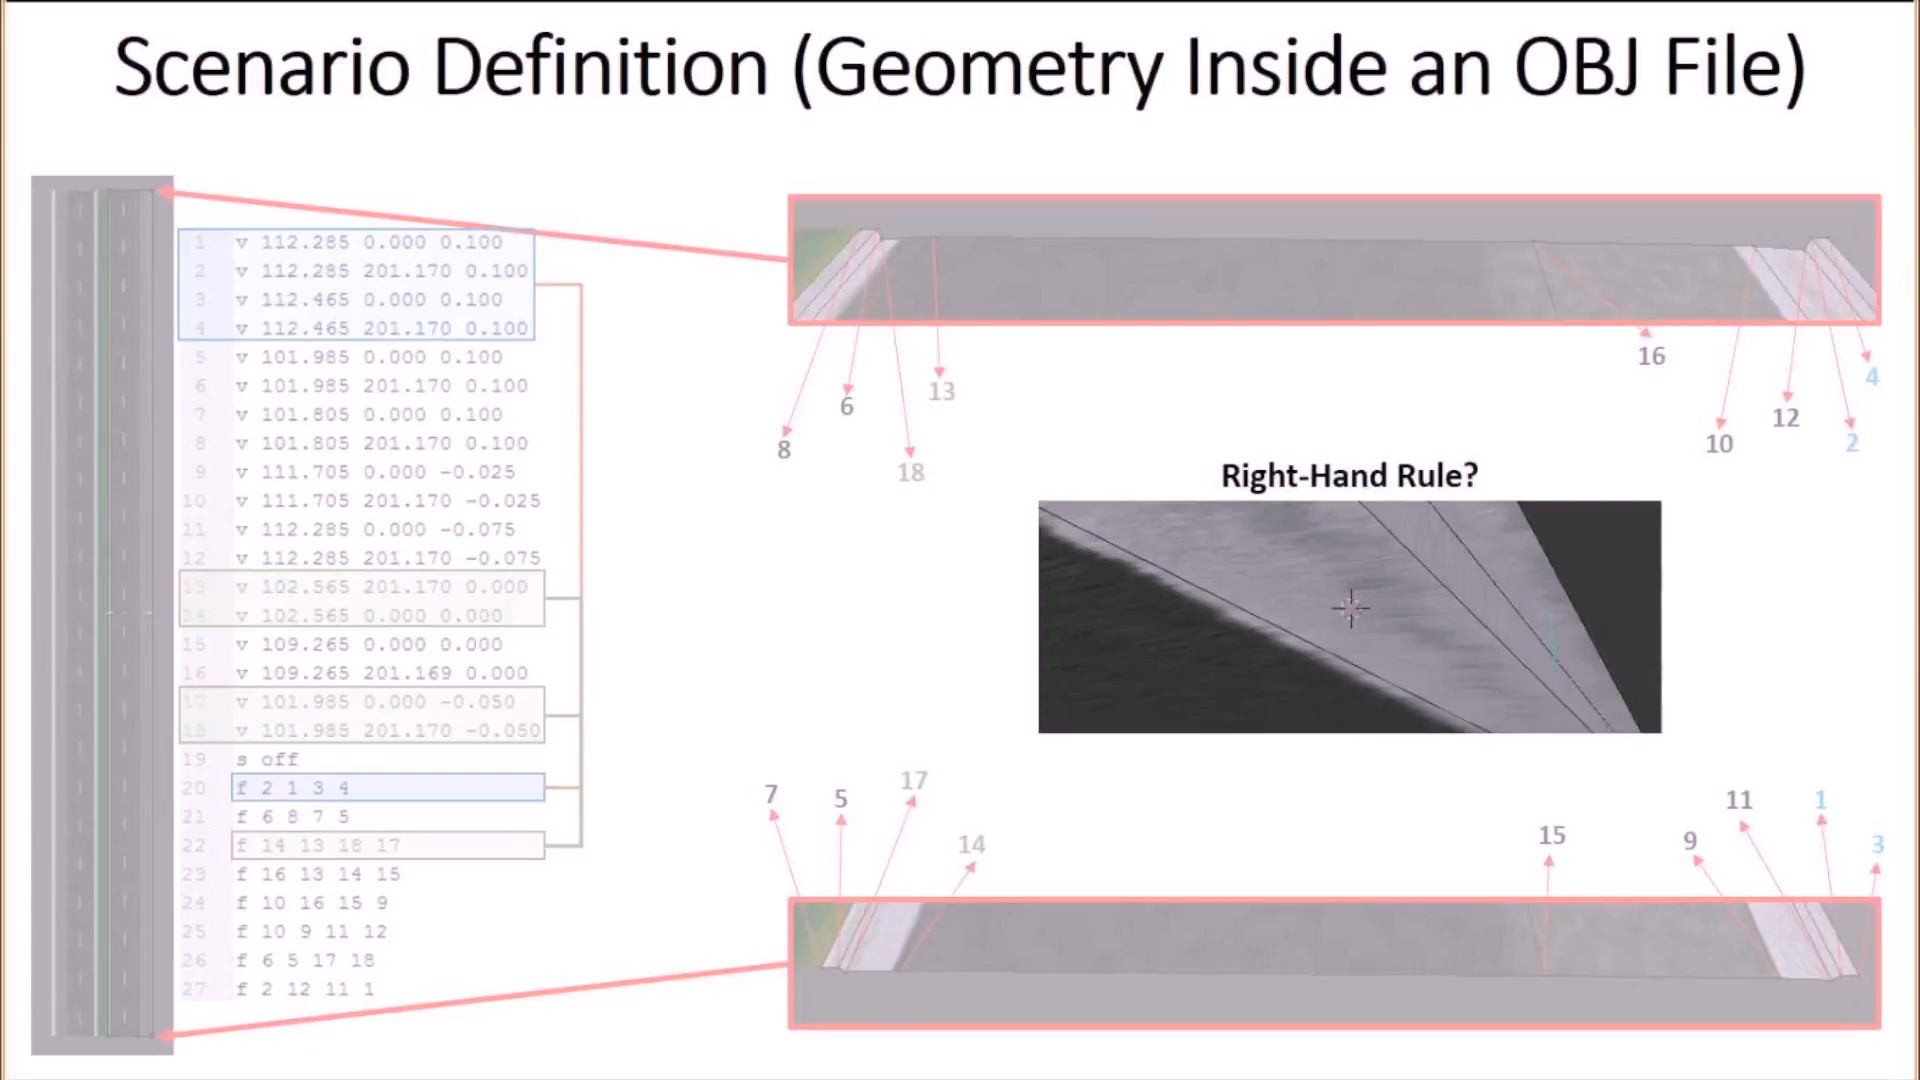 Scenario Definition (Geometry Inside an OBJ File)
1 v 112.285 0.000 0.100
2 v 112.285 201.170 0.100
3 v 112.465 0.000 0.100
4 v 112.465 201.170 0.100
5 v 101.985 0.000 0.100
6 v 101.985 201.170 0.100
7 v 101.805 0.000 0.100
8 v 101.805 201.170 0.100
9 v 111.705 0.000 -0.025
10 v 111.705 201.170 -0.025
11 v 112.285 0.000 -0.075
12 v 112.285 201.170 -0.075
13 v 102.565 201.170 0.000
14 v 102.565 0.000 0.000
15 v 109.265 0.000 0.000
16 v 109.265 201.169 0.000
17 v 101.985 0.000 -0.050
18 v 101.985 201.170 -0.050
19 s off
20 f 2 1 3 4
21 f 6 8 7 5
22 f 14 13 18 17
23 f 16 13 14 15
24 f 10 16 15 9
25 f 10 9 11 12
26 f 6 5 17 18
27 f 2 12 11 1
16
4
13
6
12
8
18
10
2
Right-Hand Rule?
7
5
17
14
15
9
11
1
3